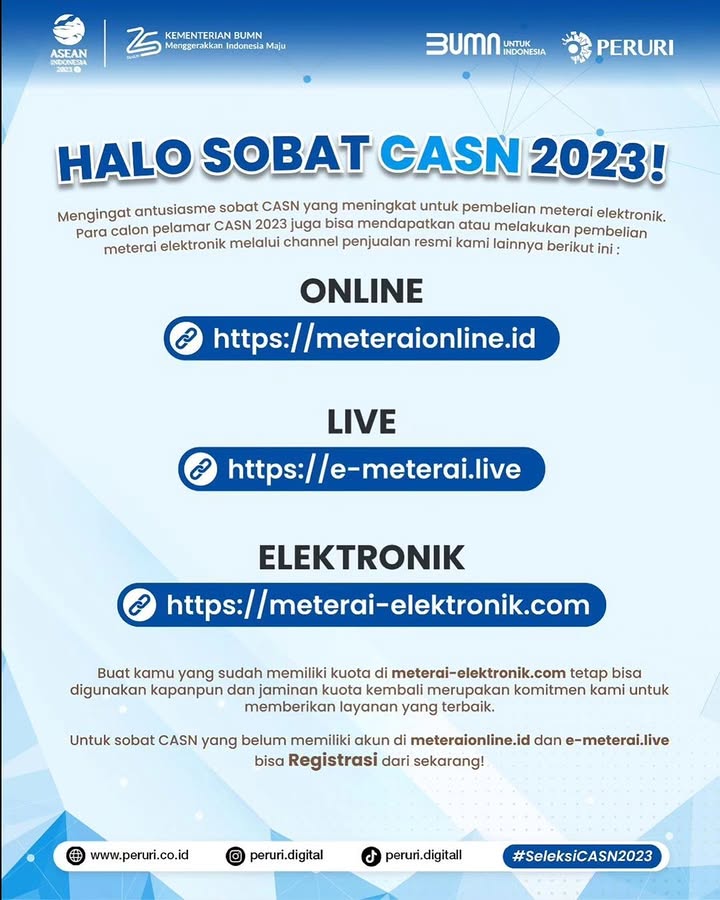 ASEAN
INDONESIA
2023
25
TAHUN
KEMENTERIAN BUMN
Menggerakkan Indonesia Maju
BUMN UNTUK
INDONESIA
PERURI
HALO SOBAT CASN 2023!
Mengingat antusiasme sobat CASN yang meningkat untuk pembelian meterai elektronik.
Para calon pelamar CASN 2023 juga bisa mendapatkan atau melakukan pembelian
meterai elektronik melalui channel penjualan resmi kami lainnya berikut ini :
ONLINE
https://meteraionline.id
LIVE
https://e-meterai.live
ELEKTRONIK
https://meterai-elektronik.com
Buat kamu yang sudah memiliki kuota di meterai-elektronik.com tetap bisa
digunakan kapanpun dan jaminan kuota kembali merupakan komitmen kami untuk
memberikan layanan yang terbaik.
Untuk sobat CASN yang belum memiliki akun di meteraionline.id dan e-meterai.live
bisa Registrasi dari sekarang!
www.peruri.co.id
peruri.digital
peruri.digitall
#SeleksiCASN2023